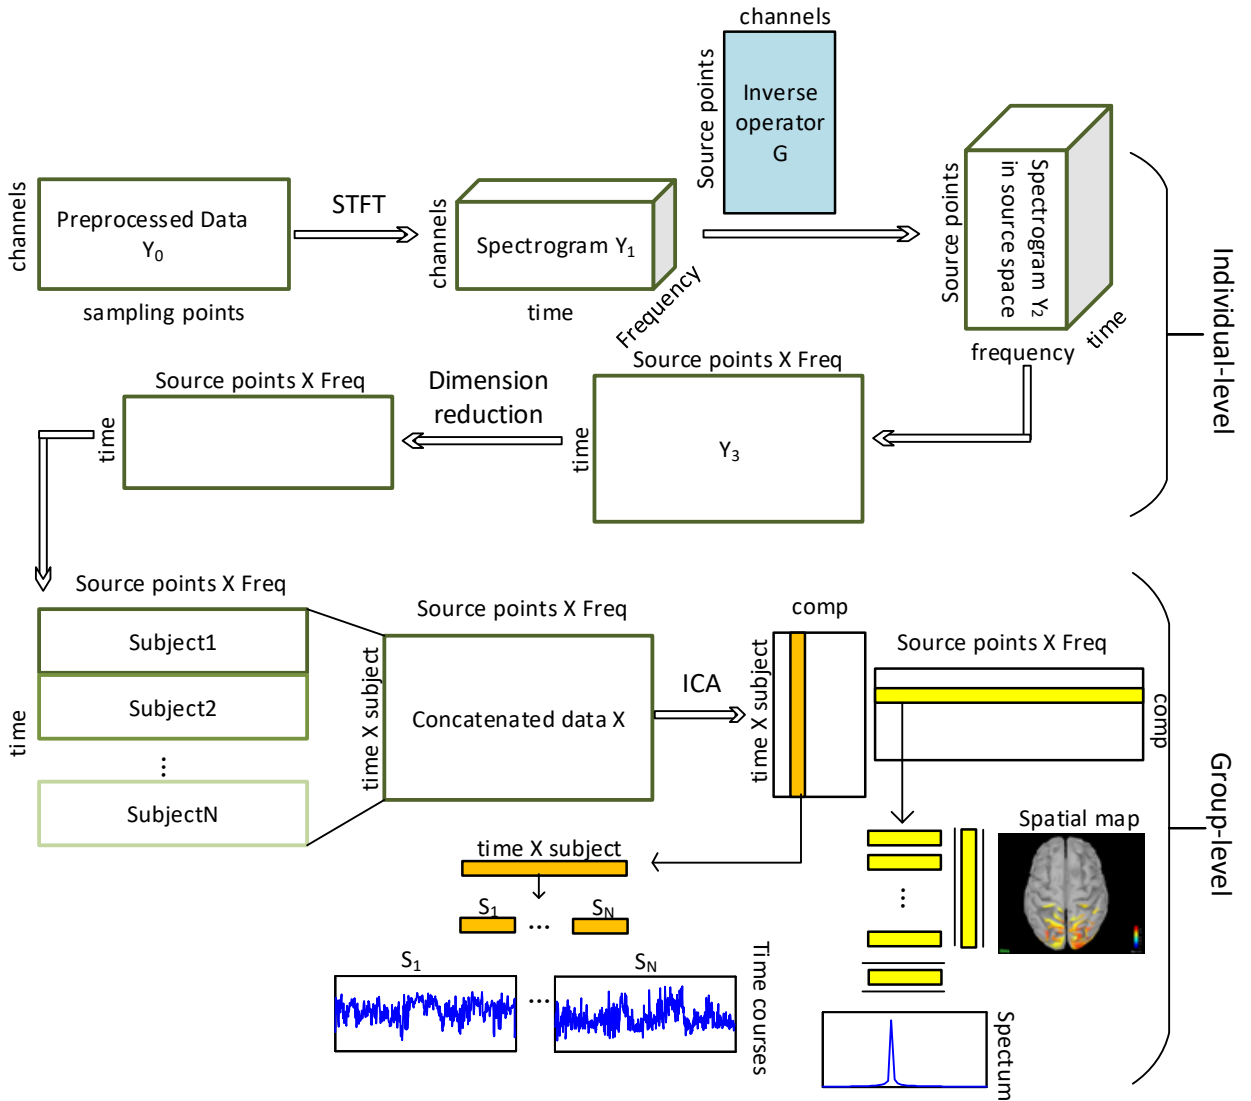 channels
Source points
Inverse
operator
G
channels
Preprocessed Data
Y0
sampling points
STFT
channels
Spectrogram Y1
time
Frequency
Source points
Spectrogram Y2
in source space
frequency
time
Individual-level
Source points X Freq
time
Dimension
reduction
Source points X Freq
time
Y3
Source points X Freq
time
Subject1
Subject2
...
SubjectN
Source points X Freq
time X subject
Concatenated data X
ICA
comp
time X subject
Source points X Freq
comp
Group-level
time X subject
S1
...
SN
S1
...
SN
Time courses
...
Spatial map
Spectum